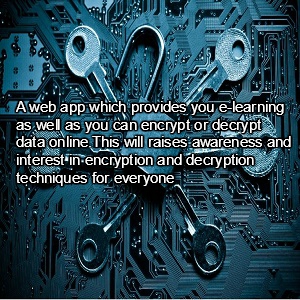 A web app which provides you e-learning
as well as you can encrypt or decrypt
data online.This will raises awareness and
interest in encryption and decryption
techniques for everyone